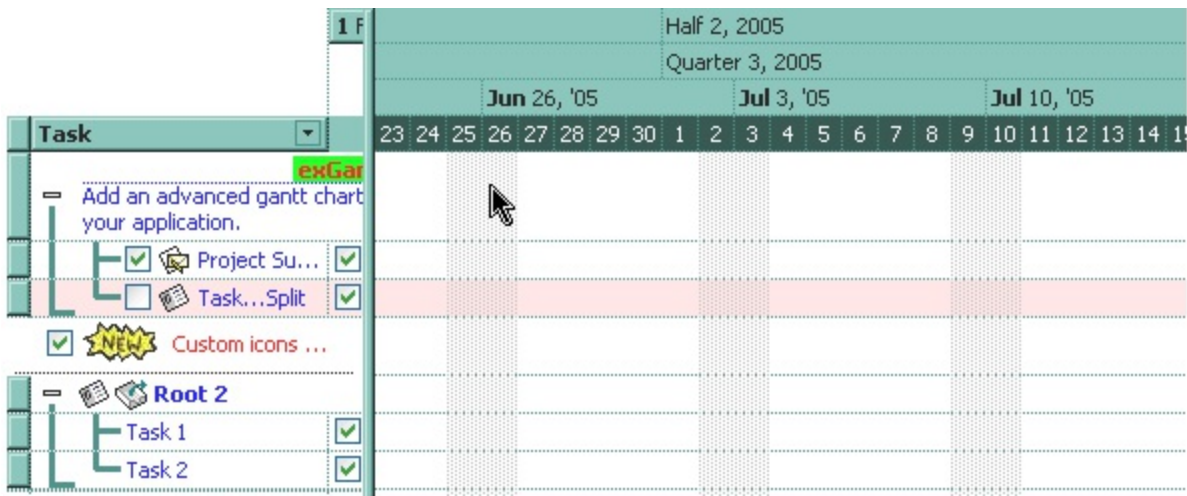 1 F
Half 2, 2005
Quarter 3, 2005
Jun 26, '05 Jul 3, '05 Jul 10, '05
Task 23 24 25 26 27 28 29 30 1 2 3 4 5 6 7 8 9 10 11 12 13 14
exGan
Add an advanced gantt chart
your application.
Project Su...
Task...Split
NEW Custom icons ...
Root 2
Task 1
Task 2